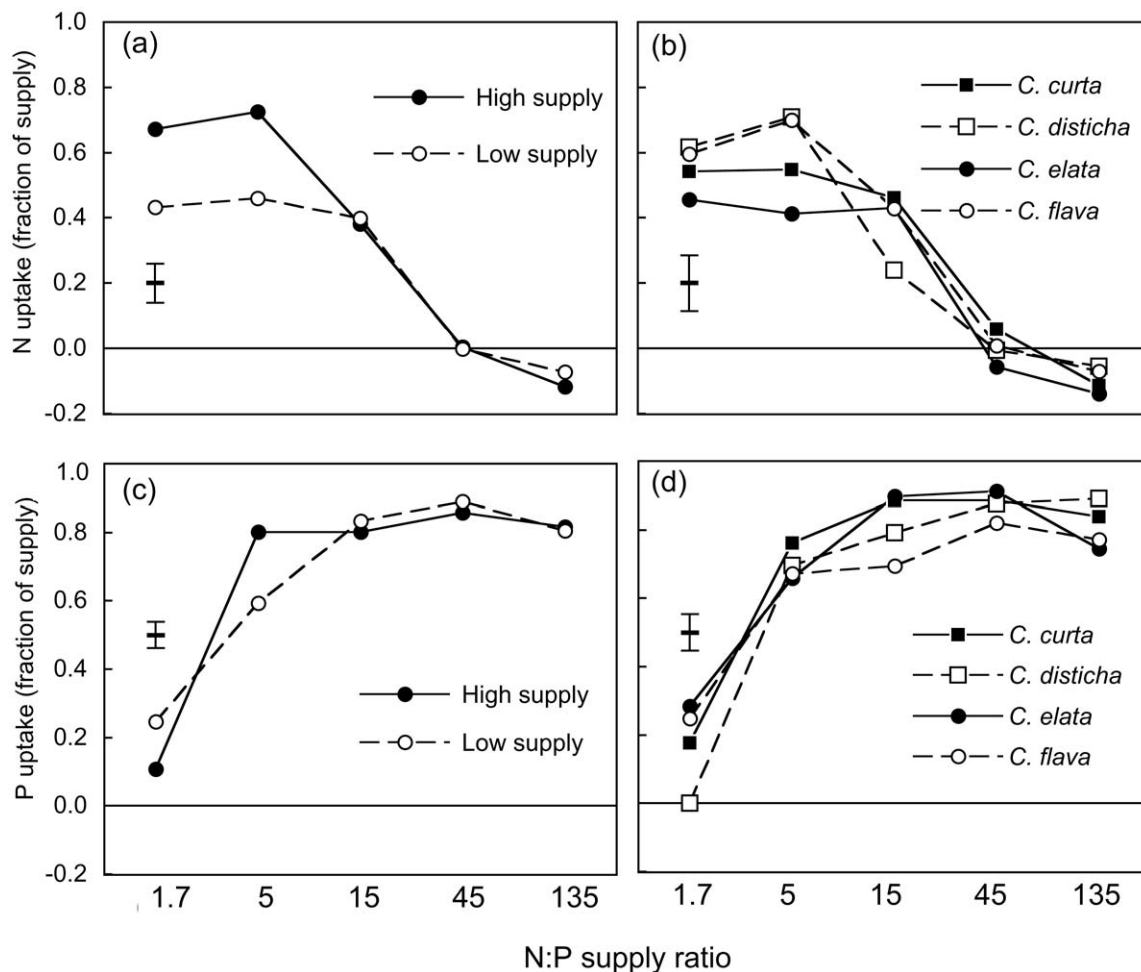 N uptake (fraction of supply)
1.0
0.8
0.6
0.4
0.2
0.0
-0.2
(a)
High supply
Low supply
(b)
C. curta
C. disticha
C. elata
C. flava
P uptake (fraction of supply)
1.0
0.8
0.6
0.4
0.2
0.0
-0.2
(c)
High supply
Low supply
(d)
C. curta
C. disticha
C. elata
C. flava
1.7 5 15 45 135
1.7 5 15 45 135
N:P supply ratio